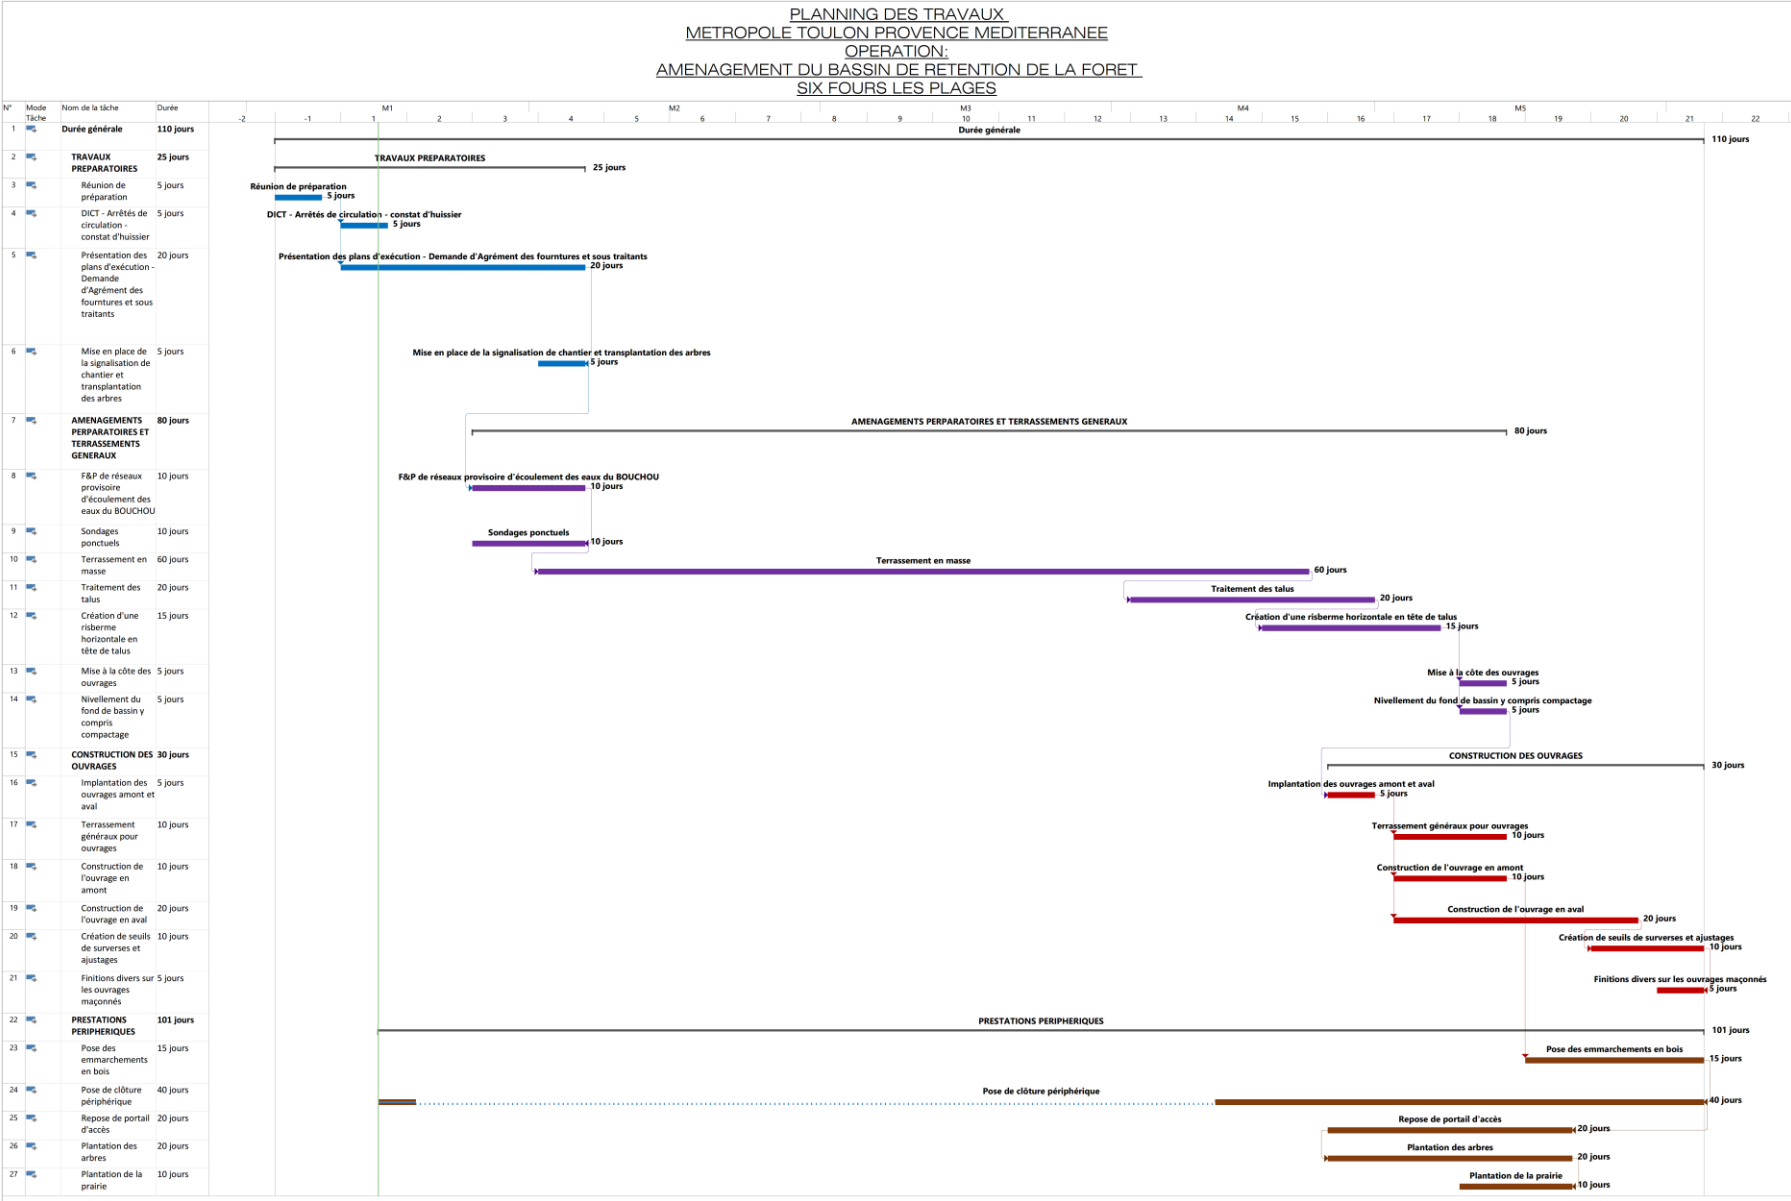 PLANNING DES TRAVAUX
METROPOLE TOULON PROVENCE MEDITERRANEE
OPERATION:
AMENAGEMENT DU BASSIN DE RETENTION DE LA FORET
SIX FOURS LES PLAGES
N° Mode Tâche Nom de la tâche Durée
M1 M2 M3 M4 M5
-2 -1 1 2 3 4 5 6 7 8 9 10 11 12 13 14 15 16 17 18 19 20 21 22
1 Durée générale 110 jours
Durée générale
110 jours
2 TRAVAUX 25 jours
PREPARATOIRES
TRAVAUX PREPARATOIRES
25 jours
3 Réunion de 5 jours
préparation
Réunion de préparation
5 jours
4 DICT - Arrêtés de 5 jours
circulation -
constat d'huissier
DICT - Arrêtés de circulation - constat d'huissier
5 jours
5 Présentation des 20 jours
plans d'exécution -
Demande
d'Agrément des
fourntures et sous
traitants
Présentation des plans d'exécution - Demande d'Agrément des fourntures et sous traitants
20 jours
6 Mise en place de 5 jours
la signalisation de
chantier et
transplantation
des arbres
Mise en place de la signalisation de chantier et transplantation des arbres
5 jours
7 AMENAGEMENTS 80 jours
PERPARATOIRES ET
TERRASSEMENTS
GENERAUX
AMENAGEMENTS PERPARATOIRES ET TERRASSEMENTS GENERAUX
80 jours
8 F&P de réseaux 10 jours
provisoire
d'écoulement des
eaux du BOUCHOU
F&P de réseaux provisoire d'écoulement des eaux du BOUCHOU
10 jours
9 Sondages 10 jours
ponctuels
Sondages ponctuels
10 jours
10 Terrassement en 60 jours
masse
Terrassement en masse
60 jours
11 Traitement des 20 jours
talus
Traitement des talus
20 jours
12 Création d'une 15 jours
risberme
horizontale en
tête de talus
Création d'une risberme horizontale en tête de talus
15 jours
13 Mise à la côte des 5 jours
ouvrages
Mise à la côte des ouvrages
5 jours
14 Nivellement du 5 jours
fond de bassin y
compris
compactage
Nivellement du fond de bassin y compris compactage
5 jours
15 CONSTRUCTION DES 30 jours
OUVRAGES
CONSTRUCTION DES OUVRAGES
30 jours
16 Implantation des 5 jours
ouvrages amont et
aval
Implantation des ouvrages amont et aval
5 jours
17 Terrassement 10 jours
généraux pour
ouvrages
Terrassement généraux pour ouvrages
10 jours
18 Construction de 10 jours
l'ouvrage en
amont
Construction de l'ouvrage en amont
10 jours
19 Construction de 20 jours
l'ouvrage en aval
Construction de l'ouvrage en aval
20 jours
20 Création de seuils 10 jours
de surverses et
ajustages
Création de seuils de surverses et ajustages
10 jours
21 Finitions divers sur 5 jours
les ouvrages
maçonnés
Finitions divers sur les ouvrages maçonnés
5 jours
22 PRESTATIONS 101 jours
PERIPHERIQUES
PRESTATIONS PERIPHERIQUES
101 jours
23 Pose des 15 jours
emmarchements
en bois
Pose des emmarchements en bois
15 jours
24 Pose de clôture 40 jours
périphérique
Pose de clôture périphérique
40 jours
25 Repose de portail 20 jours
d'accès
Repose de portail d'accès
20 jours
26 Plantation des 20 jours
arbres
Plantation des arbres
20 jours
27 Plantation de la 10 jours
prairie
Plantation de la prairie
10 jours